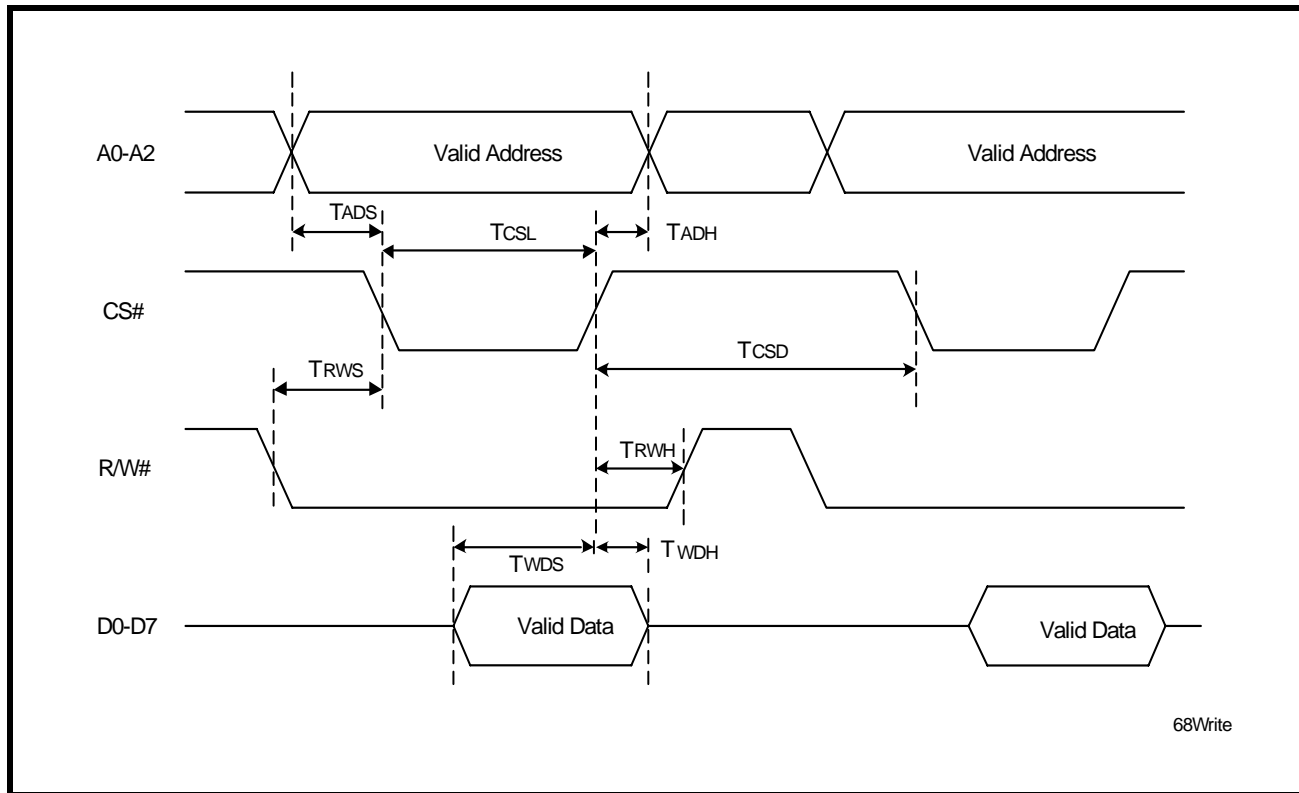 A0-A2
Valid Address
Valid Address
TADS
TCSL
TADH
CS#
TCSD
TRWS
R/W#
TRWH
TWDS
TWDH
D0-D7
Valid Data
Valid Data
68Write